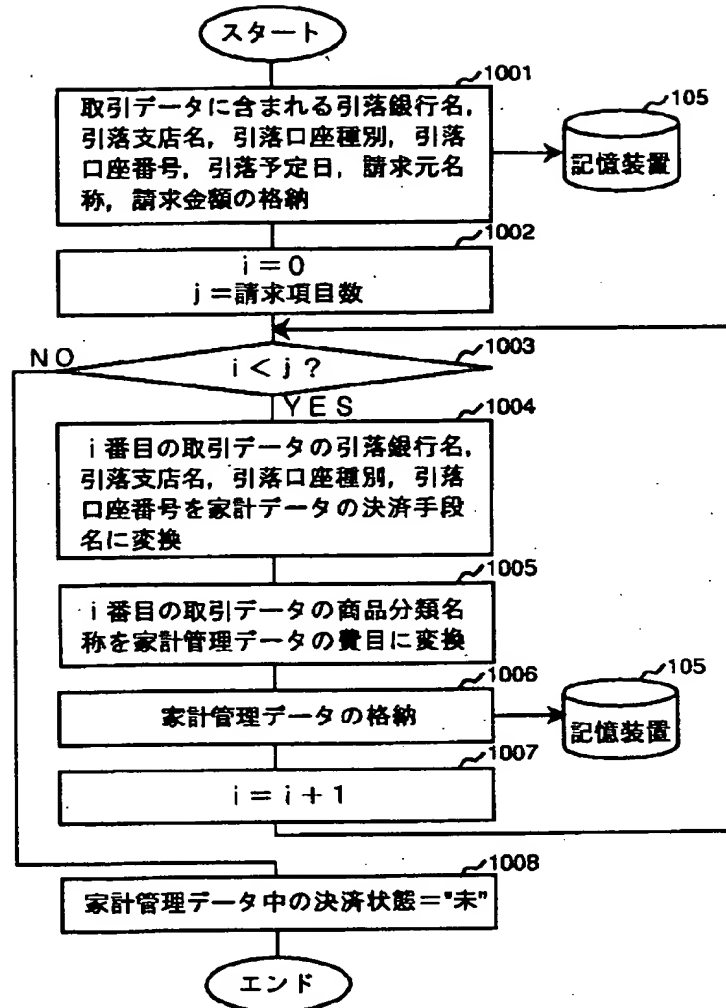 スタート
1001
取引データに含まれる引落銀行名,
引落支店名,引落口座種別,引落
口座番号,引落予定日,請求元名
称,請求金額の格納
105
記憶装置
1002
i=0
j=請求項目数
1003
NO
i<j?
YES
1004
i番目の取引データの引落銀行名,
引落支店名,引落口座種別,引落
口座番号を家計データの決済手段
名に変換
1005
i番目の取引データの商品分類名
称を家計管理データの費目に変換
1006
家計管理データの格納
105
記憶装置
1007
i=i+1
1008
家計管理データ中の決済状態="未"
エンド